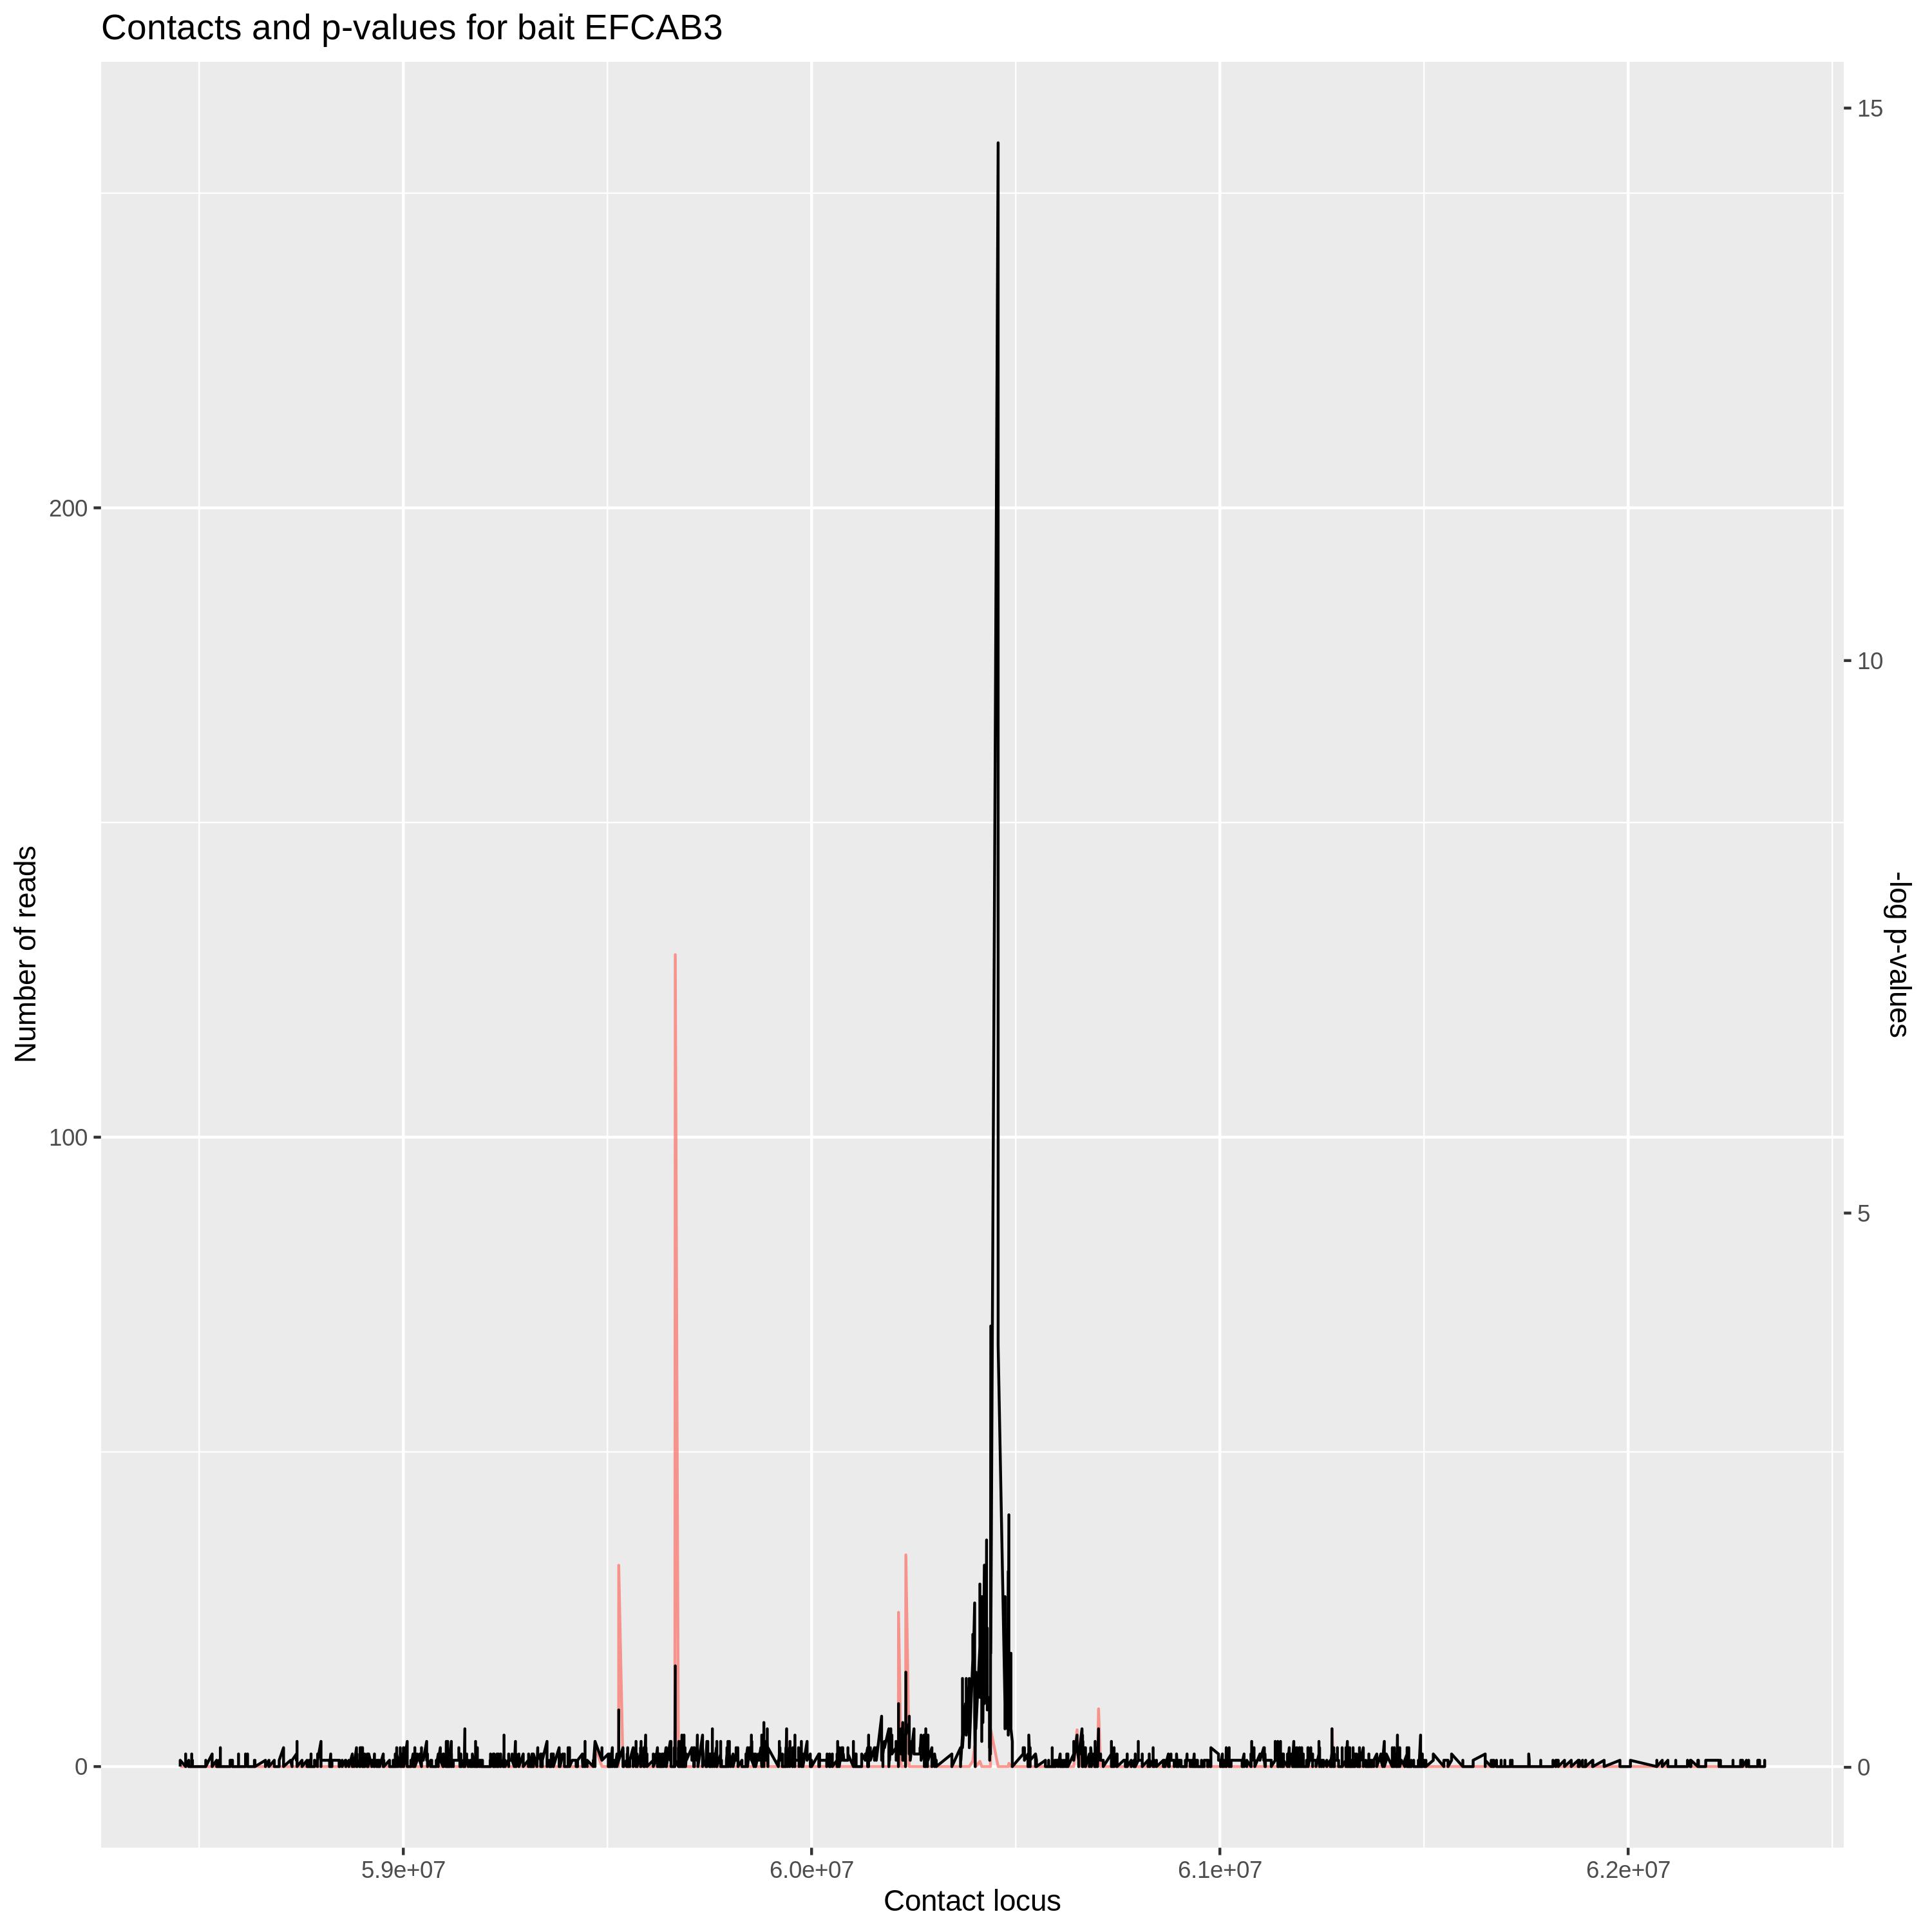 Contacts and p-values for bait EFCAB3
Number of reads
200
100
0
15
10
5
0
-log p-values
5.9e+07
6.0e+07
6.1e+07
6.2e+07
Contact locus